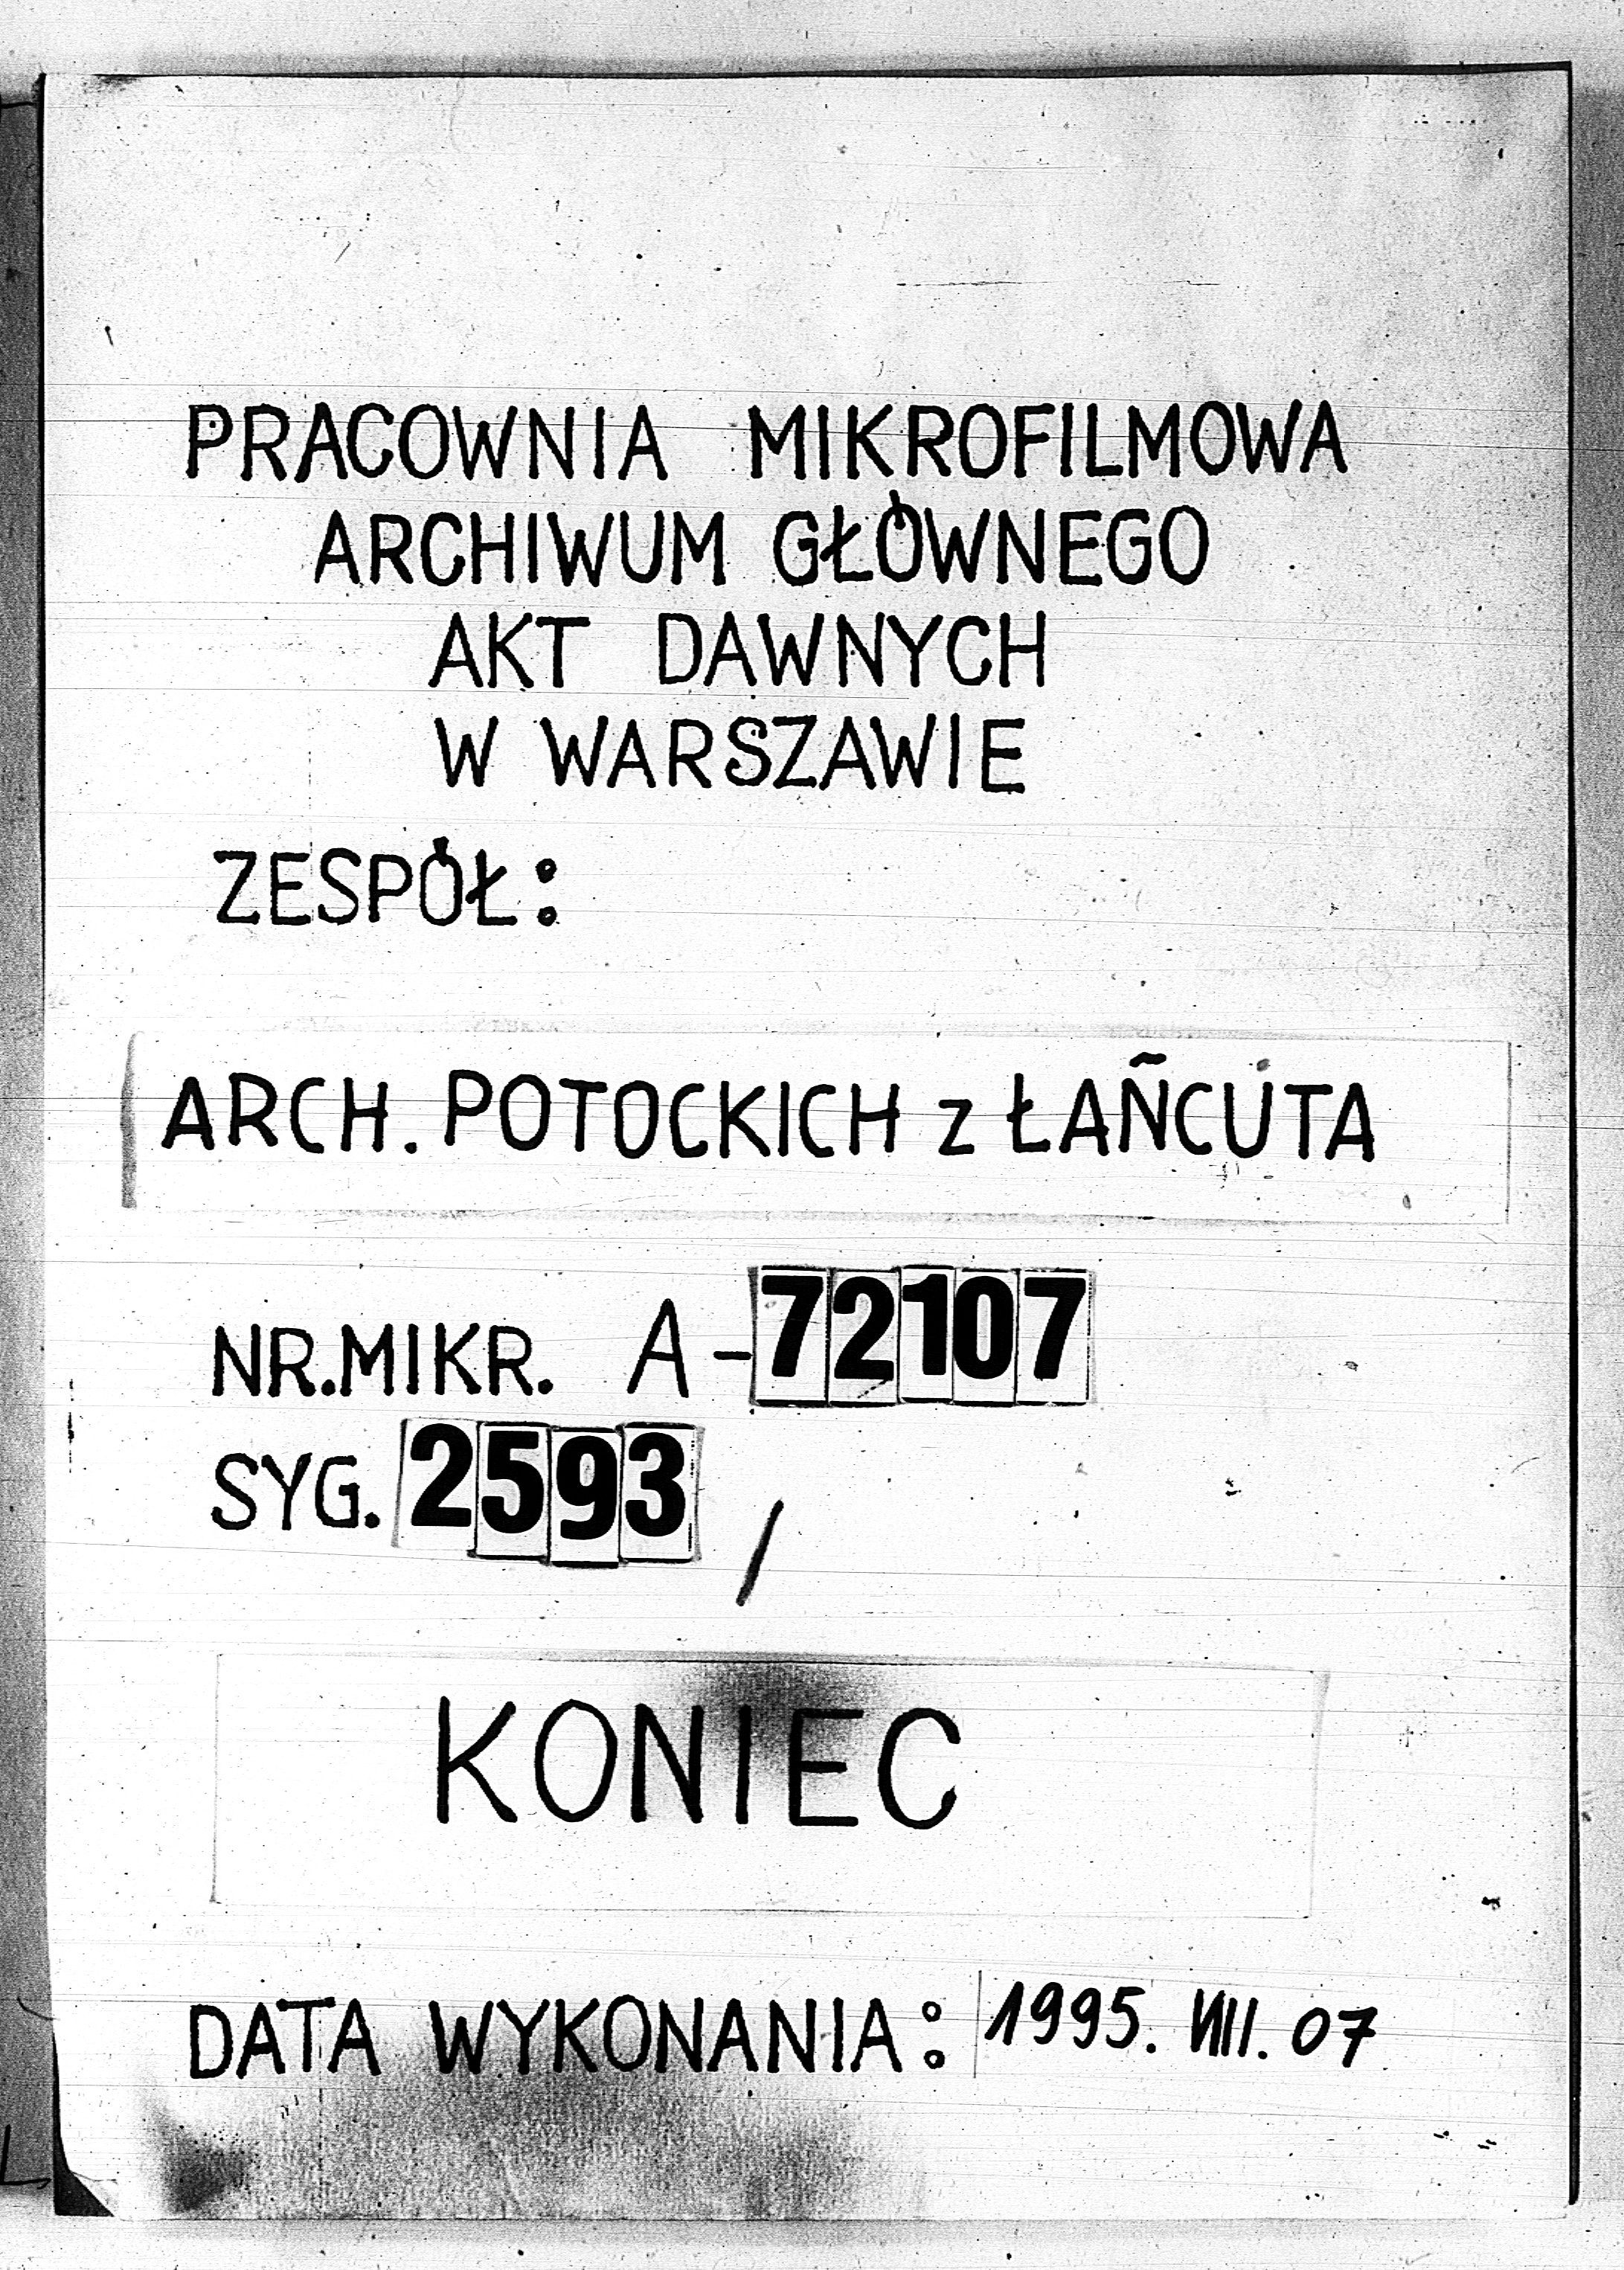 PRACOWNIA MIKROFILMOWA
ARCHIWUM GŁÓWNEGO
AKT DAWNYCH
W WARSZAWIE
ZESPÓŁ:
ARCH. POTOCKICH z ŁAŃCUTA
NR.MIKR. A-72107
SYG. 2593 /
KONIEC
DATA WYKONANIA: 1995. VIII. 07